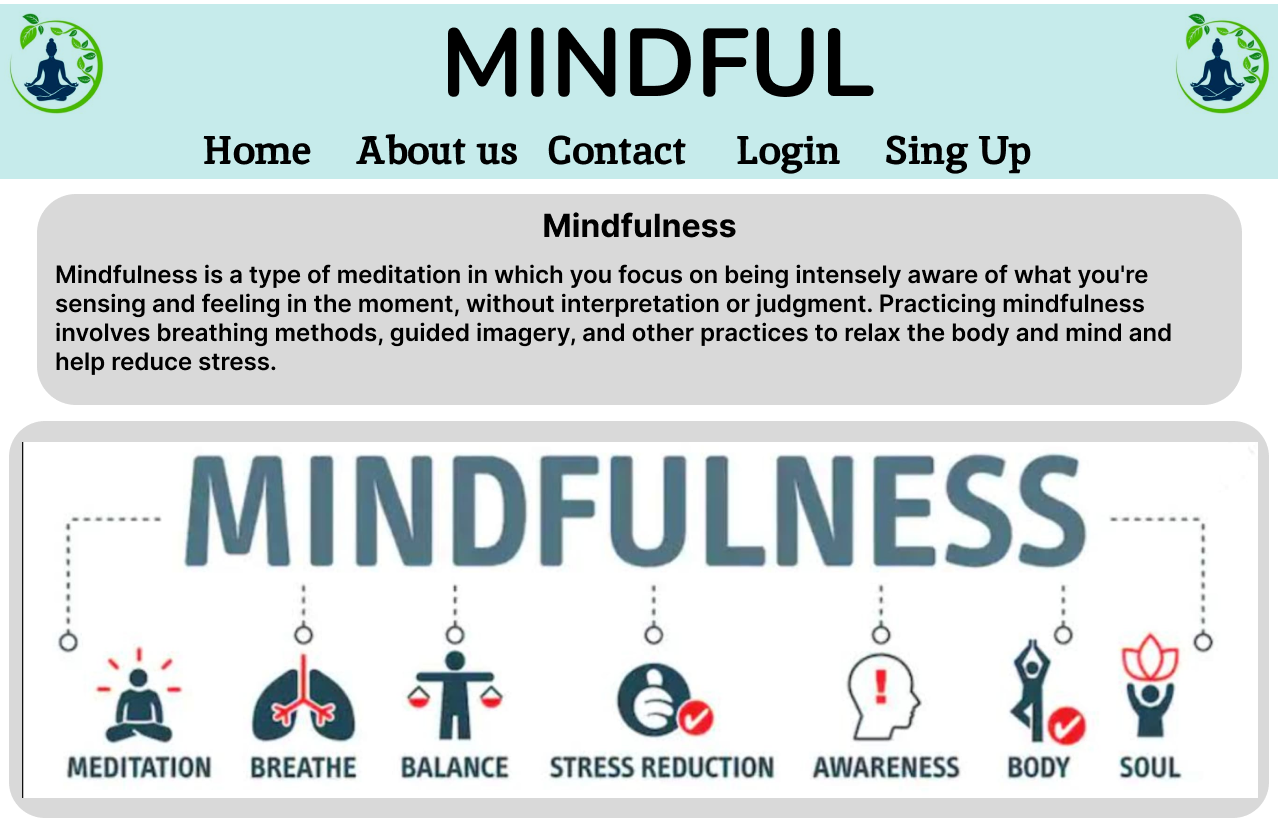 MINDFUL
Home About us Contact Login Sing Up
Mindfulness
Mindfulness is a type of meditation in which you focus on being intensely aware of what you're
sensing and feeling in the moment, without interpretation or judgment. Practicing mindfulness
involves breathing methods, guided imagery, and other practices to relax the body and mind and
help reduce stress.
MINDFULNESS
MEDITATION BREATHE BALANCE STRESS REDUCTION AWARENESS BODY SOUL